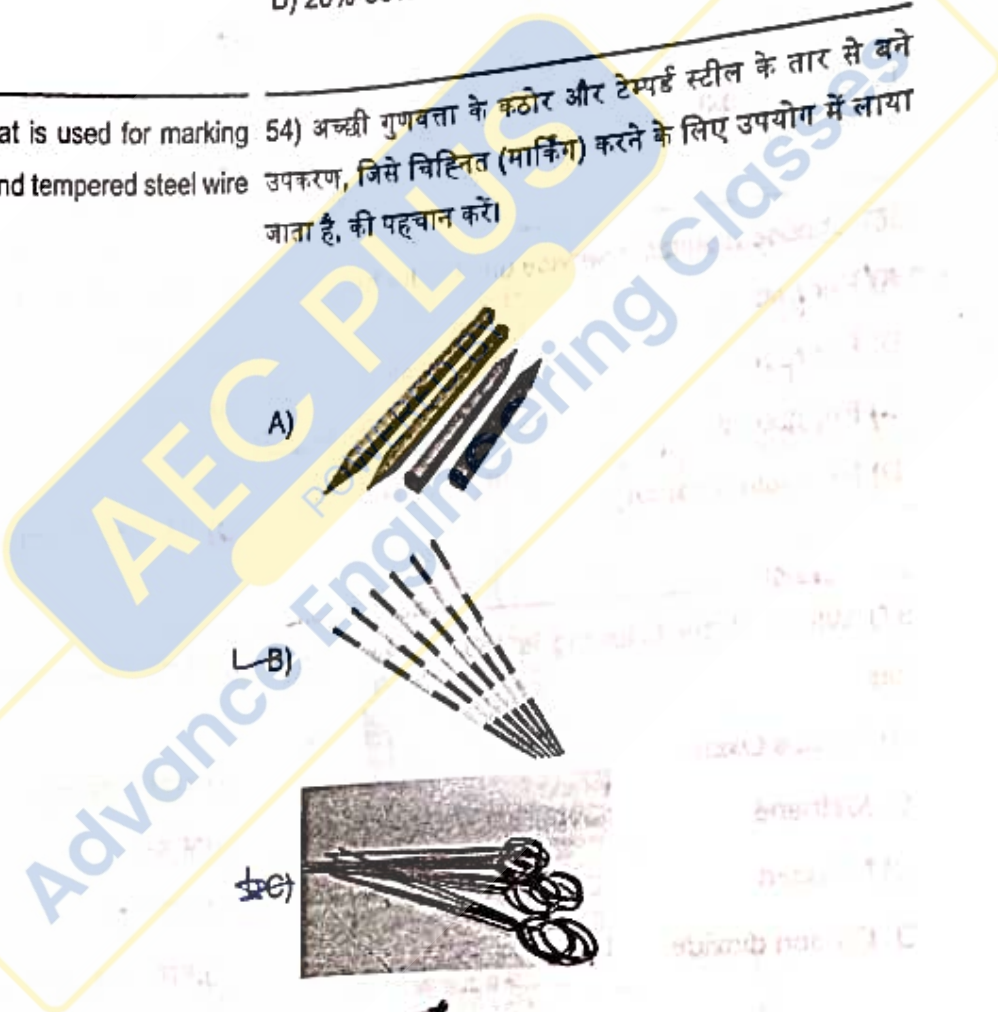 at is used for marking
nd tempered steel wire
54) अच्छी गुणवत्ता के कठोर और टेम्पर्ड स्टील के तार से बने
उपकरण, जिसे चिह्नित (मार्किंग) करने के लिए उपयोग में लाया
जाता है, की पहचान करें।
A)
B)
C)
AEC PLUS
Advance Engineering Classes